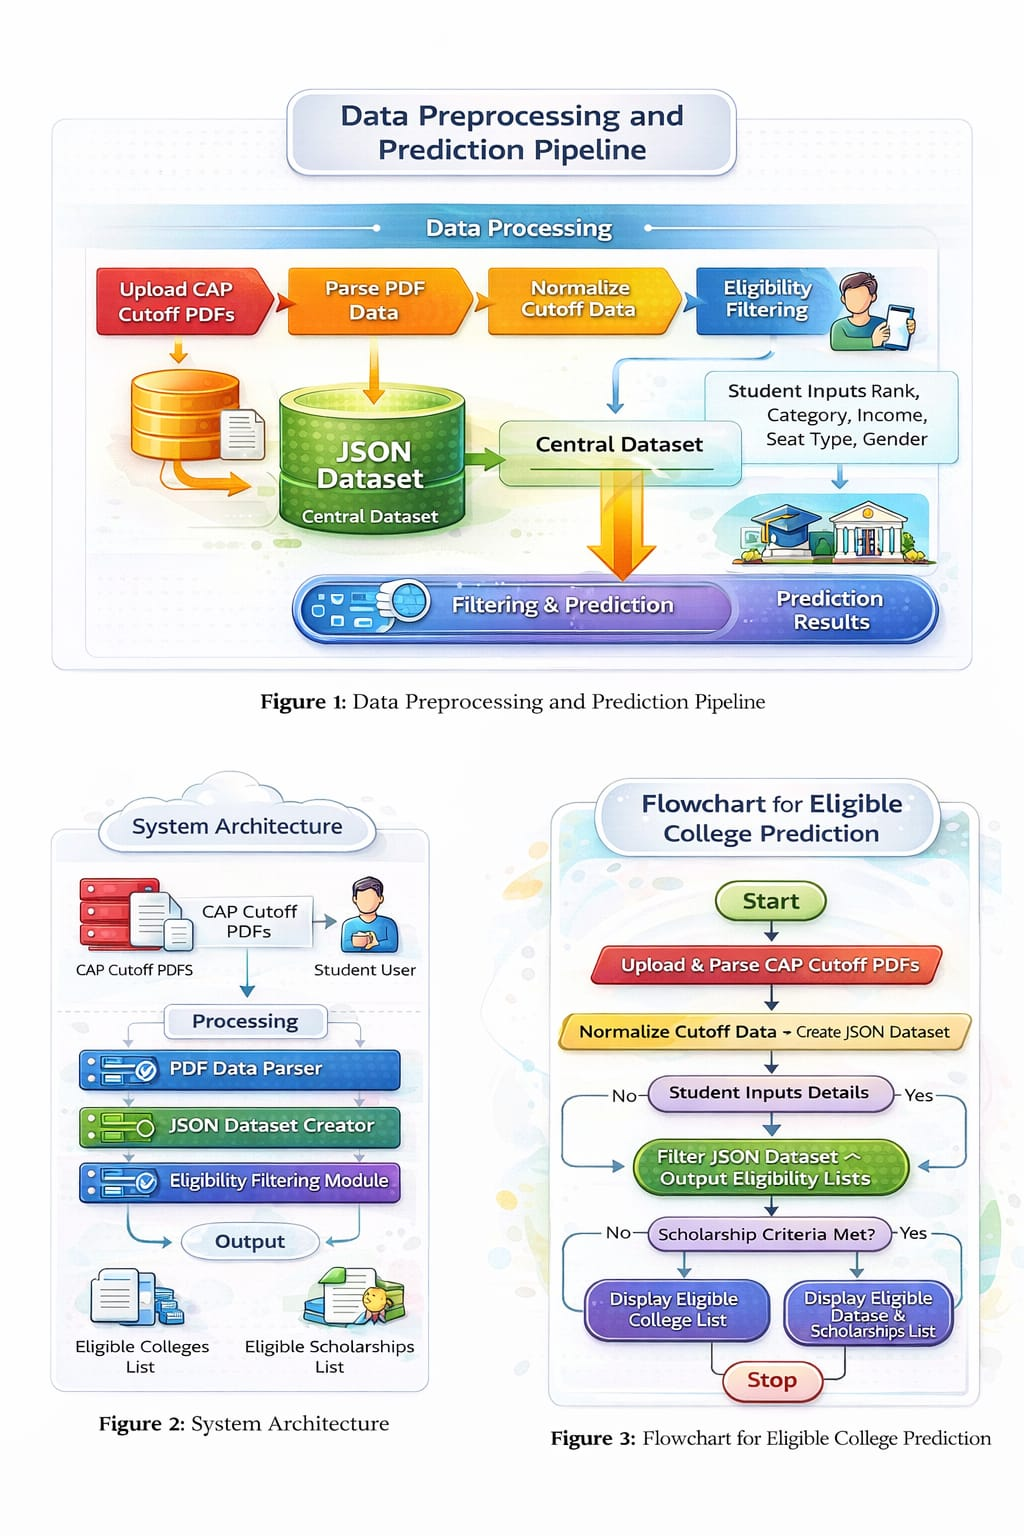 Data Preprocessing and
Prediction Pipeline
Data Processing
Upload CAP
Cutoff PDFs
Parse PDF
Data
Normalize
Cutoff Data
Eligibility
Filtering
Student Inputs Rank,
Category, Income,
Seat Type, Gender
JSON
Dataset
Central Dataset
Central Dataset
Filtering & Prediction
Prediction
Results
Figure 1: Data Preprocessing and Prediction Pipeline
System Architecture
CAP Cutoff
PDFs
CAP Cutoff PDFS
Student User
Processing
PDF Data Parser
JSON Dataset Creator
Eligibility Filtering Module
Output
Eligible Colleges
List
Eligible Scholarships
List
Figure 2: System Architecture
Flowchart for Eligible
College Prediction
Start
Upload & Parse CAP Cutoff PDFs
Normalize Cutoff Data - Create JSON Dataset
No
Student Inputs Details
Yes
Filter JSON Dataset
Output Eligibility Lists
No
Scholarship Criteria Met?
Yes
Display Eligible
College List
Display Eligible
Datase &
Scholarships List
Stop
Figure 3: Flowchart for Eligible College Prediction